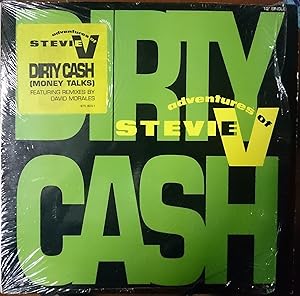 adventures of
STEVIE V
DIRTY CASH
(MONEY TALKS)
FEATURING REMIXES BY
DAVID MORALES
DIRTY
adventures of
STEVIE V
CASH